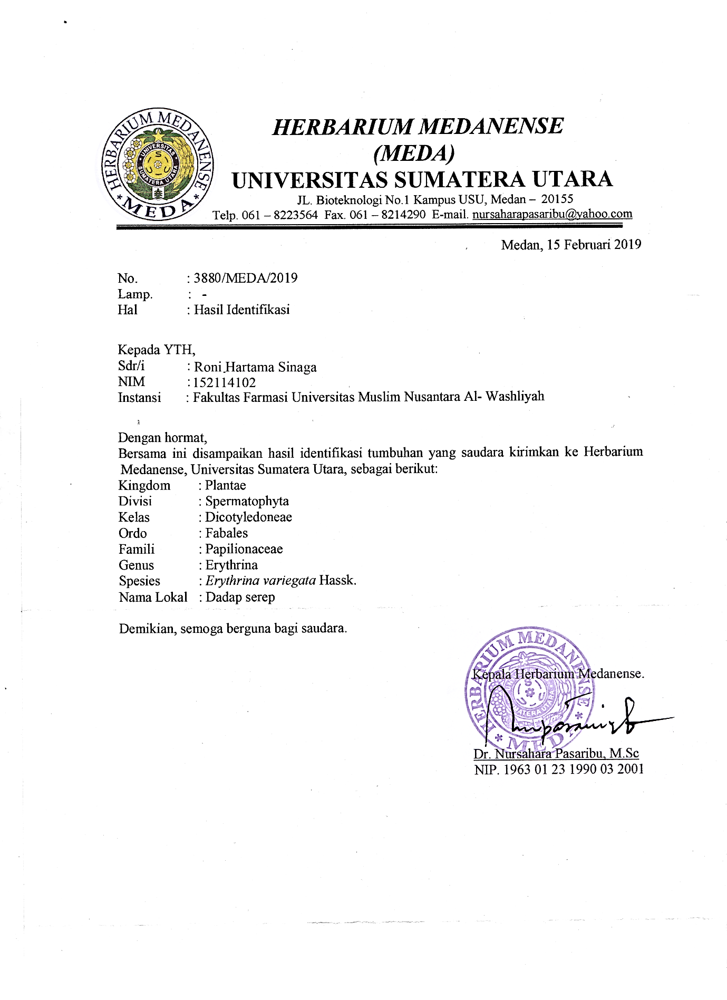 HERBARIUM MEDANENSE
* MEDA *
UNIVERSITAS
SUMATERA UTARA
S
U U
HERBARIUM MEDANENSE
(MEDA)
UNIVERSITAS SUMATERA UTARA
JL. Bioteknologi No.1 Kampus USU, Medan – 20155
Telp. 061 – 8223564 Fax. 061 – 8214290 E-mail. nursaharapasaribu@yahoo.com
Medan, 15 Februari 2019
No. : 3880/MEDA/2019
Lamp. : -
Hal : Hasil Identifikasi
Kepada YTH,
Sdr/i : Roni Hartama Sinaga
NIM : 152114102
Instansi : Fakultas Farmasi Universitas Muslim Nusantara Al- Washliyah
Dengan hormat,
Bersama ini disampaikan hasil identifikasi tumbuhan yang saudara kirimkan ke Herbarium
Medanense, Universitas Sumatera Utara, sebagai berikut:
Kingdom : Plantae
Divisi : Spermatophyta
Kelas : Dicotyledoneae
Ordo : Fabales
Famili : Papilionaceae
Genus : Erythrina
Spesies : Erythrina variegata Hassk.
Nama Lokal : Dadap serep
Demikian, semoga berguna bagi saudara.
HERBARIUM MEDANENSE
* MEDA *
SUMATERA UTARA
S
U
Kepala Herbarium Medanense.
Dr. Nursahara Pasaribu, M.Sc
NIP. 1963 01 23 1990 03 2001